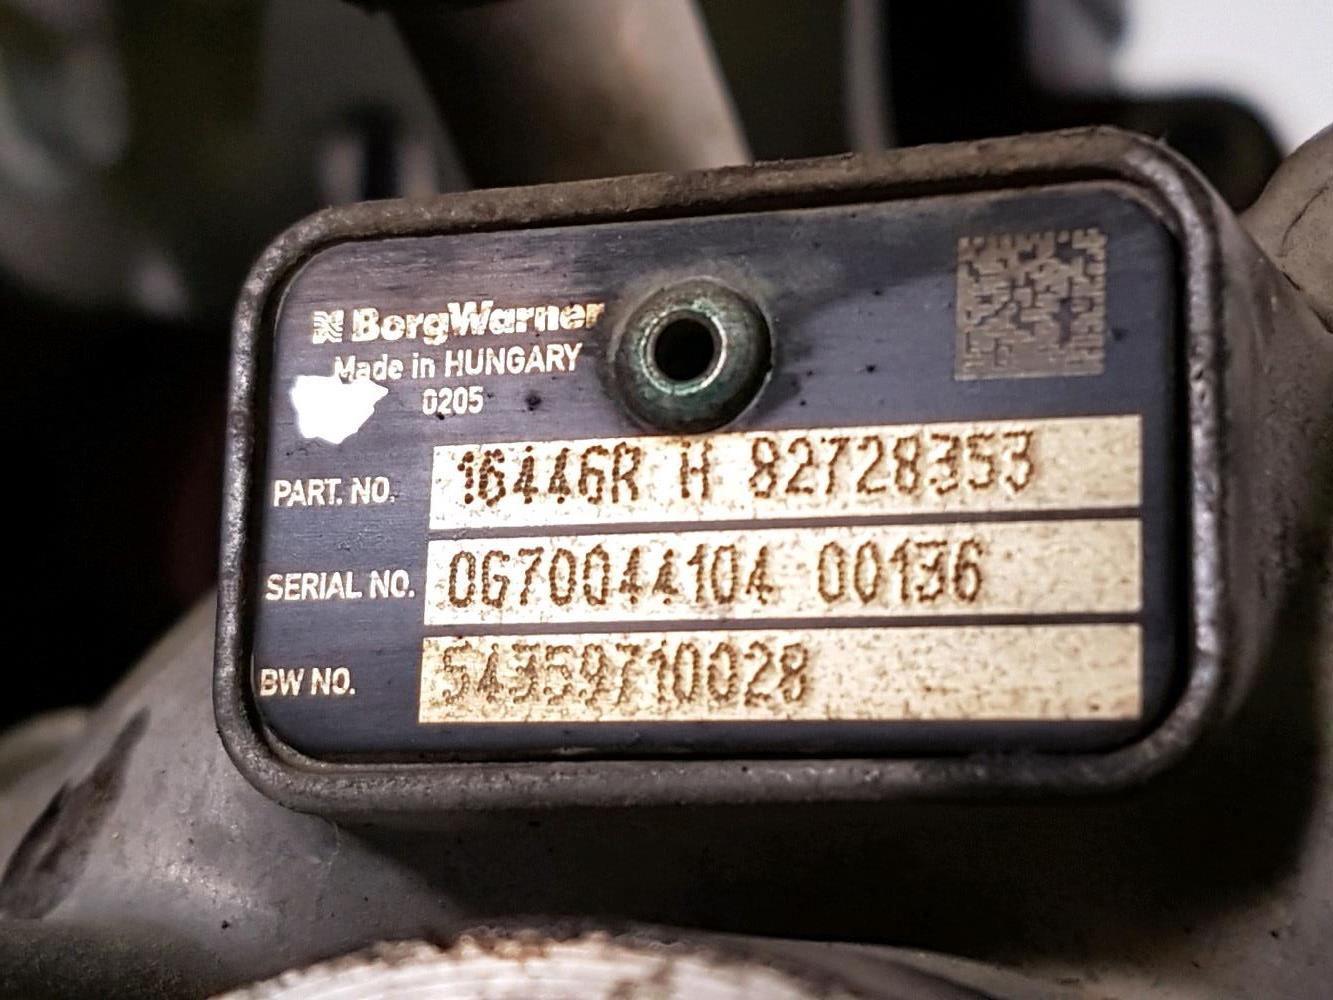 BorgWarner
Made in HUNGARY
0205
PART. NO. 16446R H 82728353
SERIAL NO. 0G70044104 00136
BW NO. 54359710028